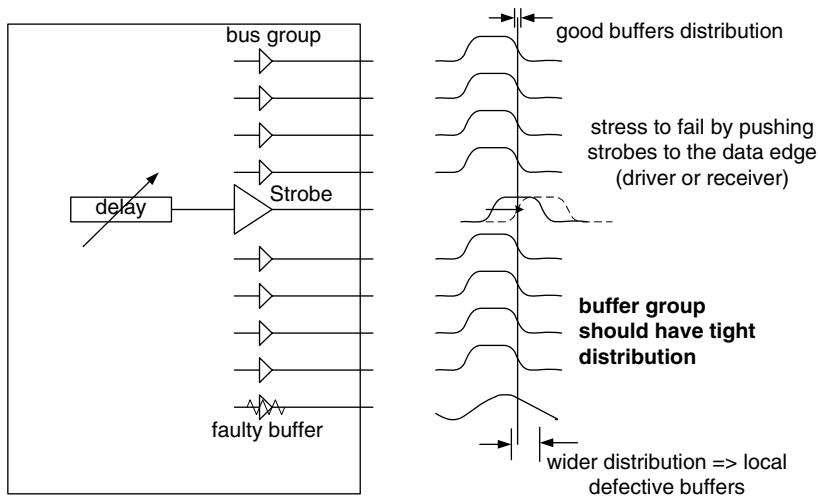 bus group
good buffers distribution
stress to fail by pushing
strobes to the data edge
(driver or receiver)
Strobe
delay
buffer group
should have tight
distribution
faulty buffer
wider distribution => local
defective buffers